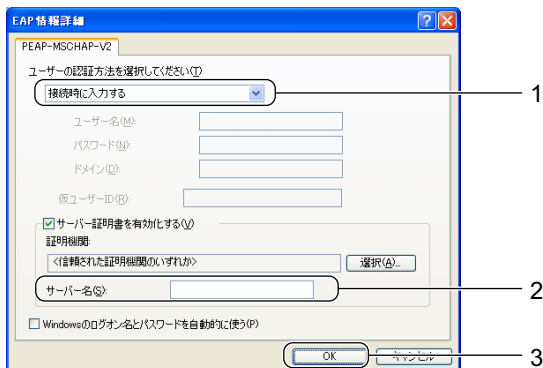 EAP情報詳細
PEAP-MSCHAP-V2
ユーザーの認証方法を選択してください(T)
接続時に入力する
1
ユーザー名(M):
パスワード(N):
ドメイン(D):
仮ユーザーID(R):
サーバー証明書を有効化する(V)
証明機関:
<信頼された証明機関のいずれか>
選択(A)...
サーバー名(S):
2
Windowsのログオン名とパスワードを自動的に使う(P)
OK
キャンセル
3